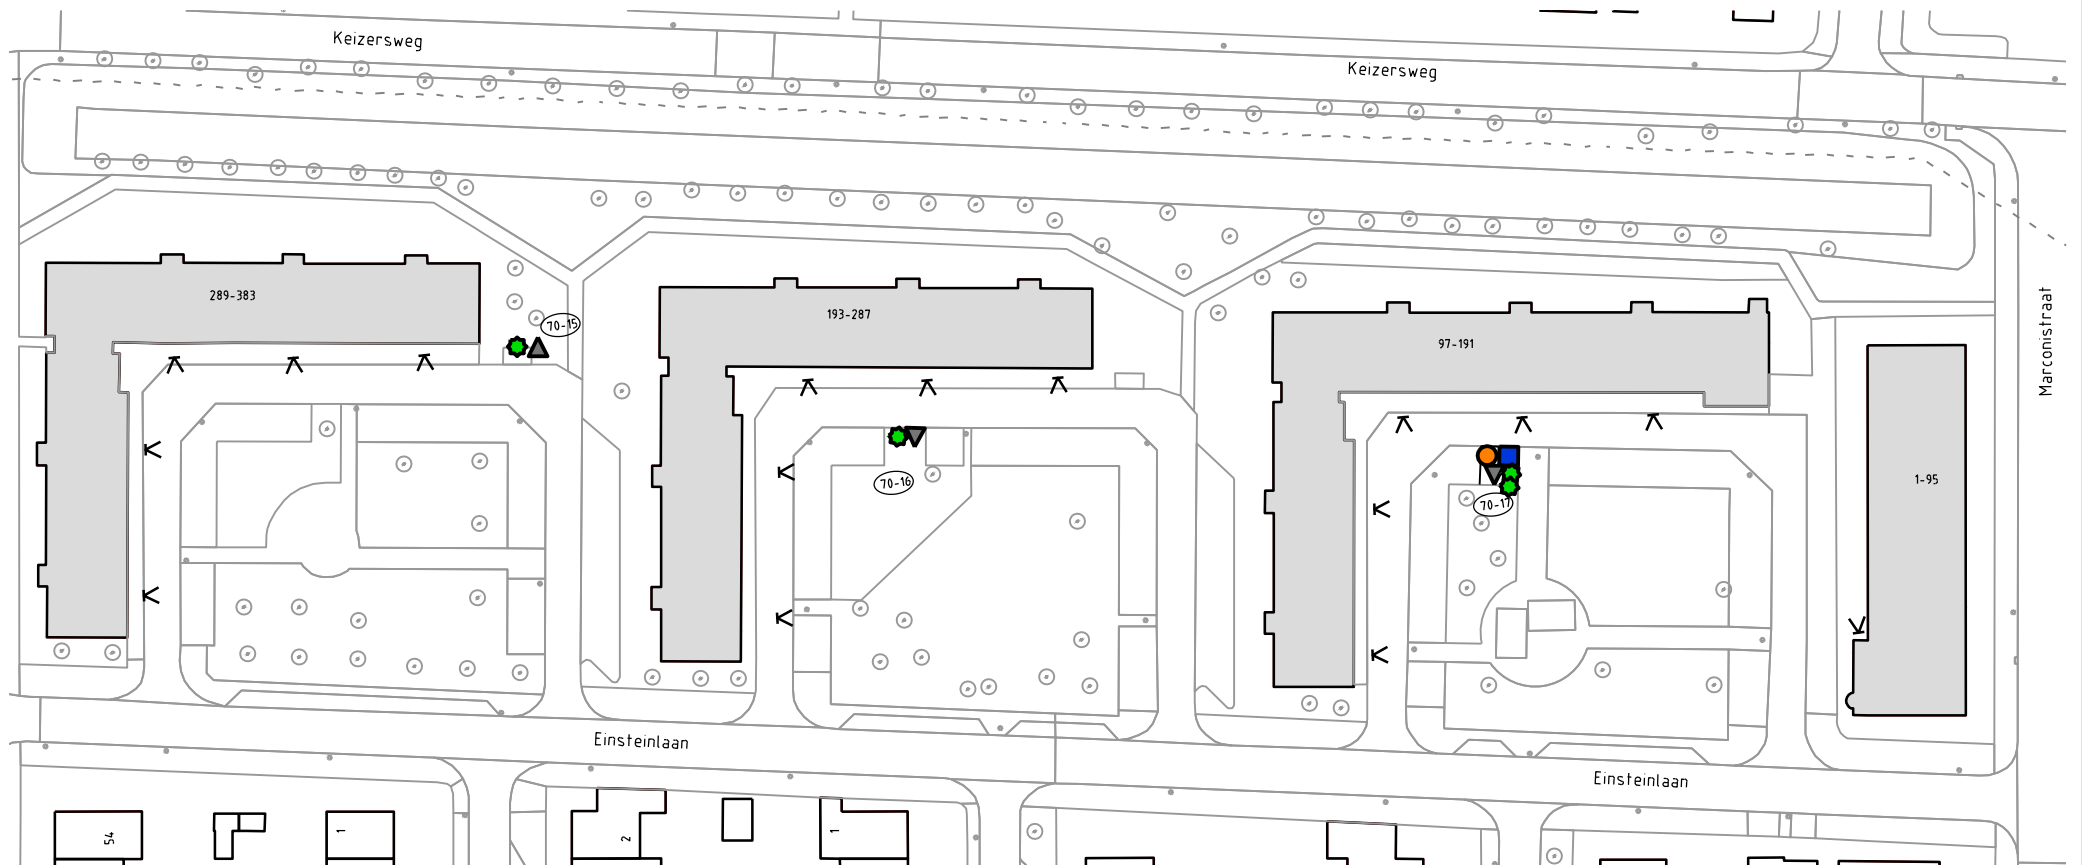 Keizersweg
Keizersweg
289-383
193-287
97-191
70-15
70-16
70-17
1-95
Marconistraat
Einsteinlaan
Einsteinlaan
54
1
2
1